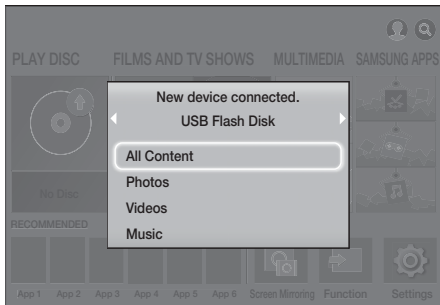 PLAY DISC FILMS AND TV SHOWS MULTIMEDIA SAMSUNG APPS
New device connected.
USB Flash Disk
All Content
Photos
Videos
Music
No Disc
RECOMMENDED
App 1 App 2 App 3 App 4 App 5 App 6 Screen Mirroring Function Settings